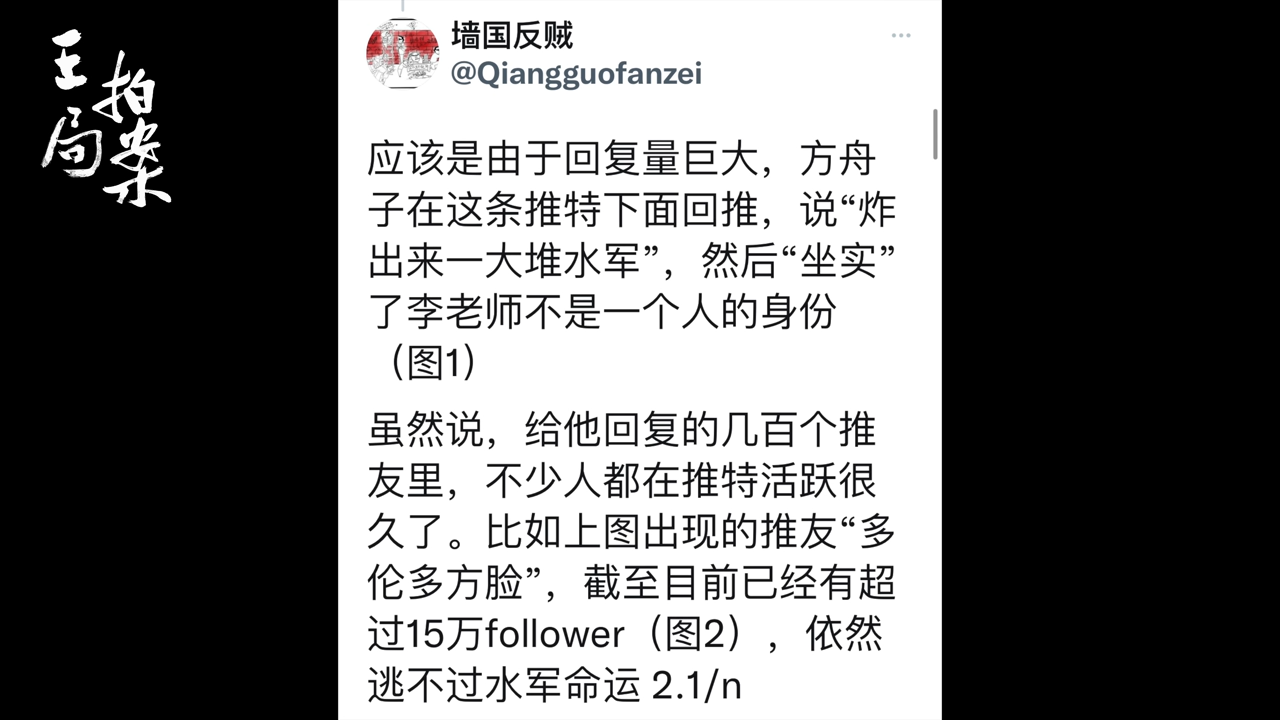 王局
拍案
墙国反贼
@Qiangguofanzei
应该是由于回复量巨大，方舟
子在这条推特下面回推，说“炸
出来一大堆水军”，然后“坐实”
了李老师不是一个人的身份
（图1）
虽然说，给他回复的几百个推
友里，不少人都在推特活跃很
久了。比如上图出现的推友“多
伦多方脸”，截至目前已经有超
过15万follower（图2），依然
逃不过水军命运 2.1/n